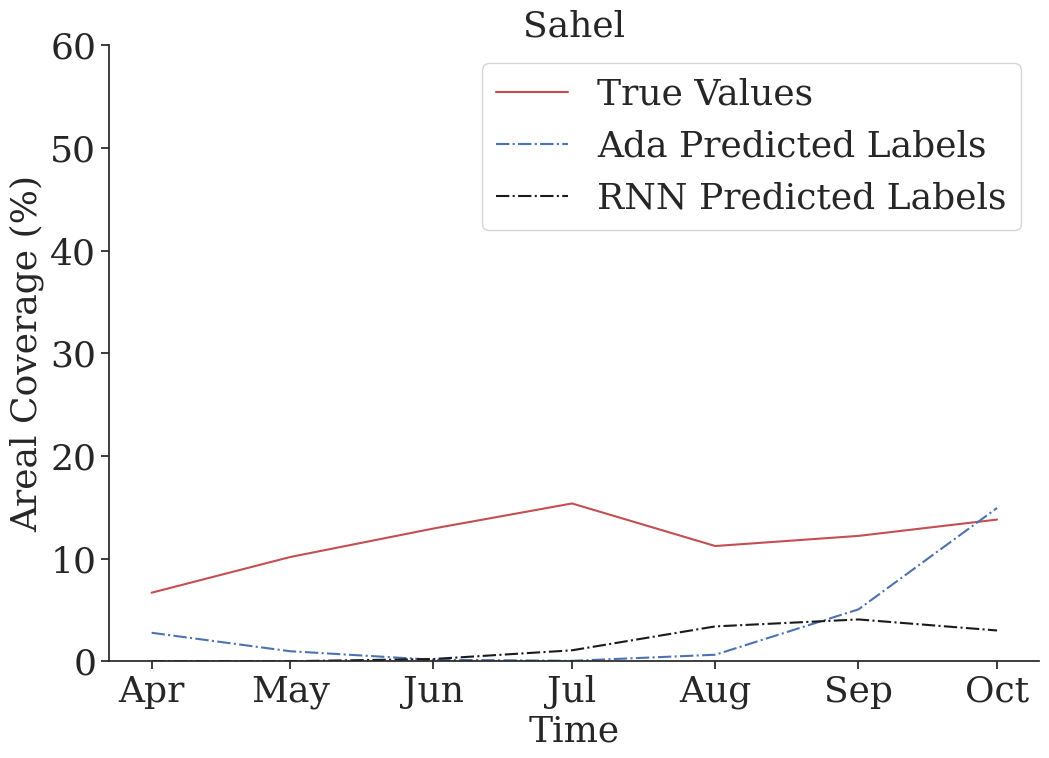 Sahel
True Values
Ada Predicted Labels
RNN Predicted Labels
Areal Coverage (%)
60
50
40
30
20
10
0
Apr May Jun Jul Aug Sep Oct
Time